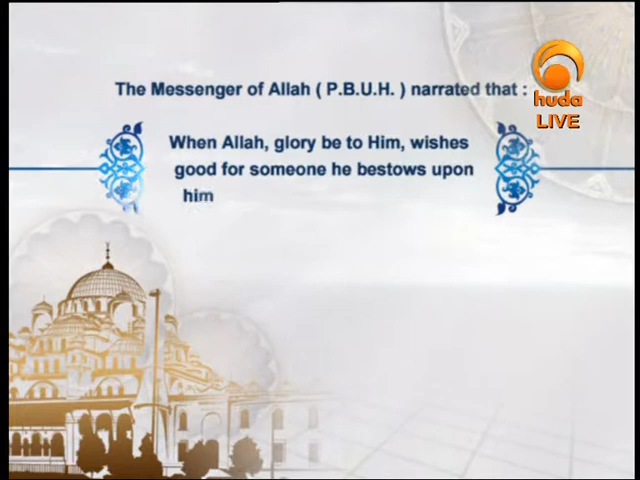 The Messenger of Allah ( P.B.U.H. ) narrated that :
huda
LIVE
When Allah, glory be to Him, wishes
good for someone he bestows upon
him